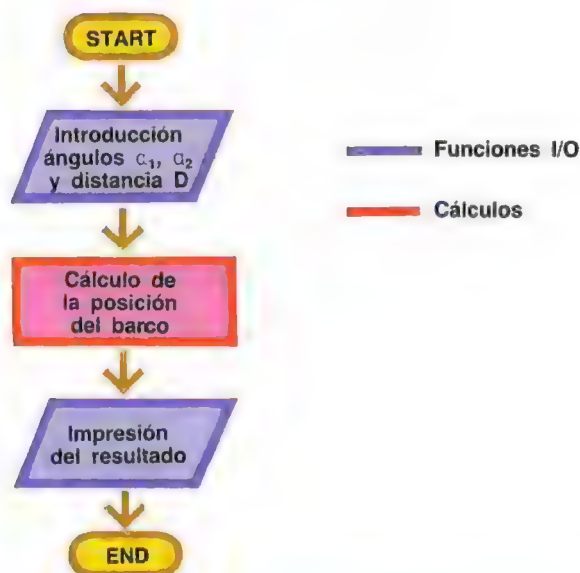 START
Introducción
ángulos α₁, α₂
y distancia D
Cálculo de
la posición
del barco
Impresión
del resultado
END
Funciones I/O
Cálculos